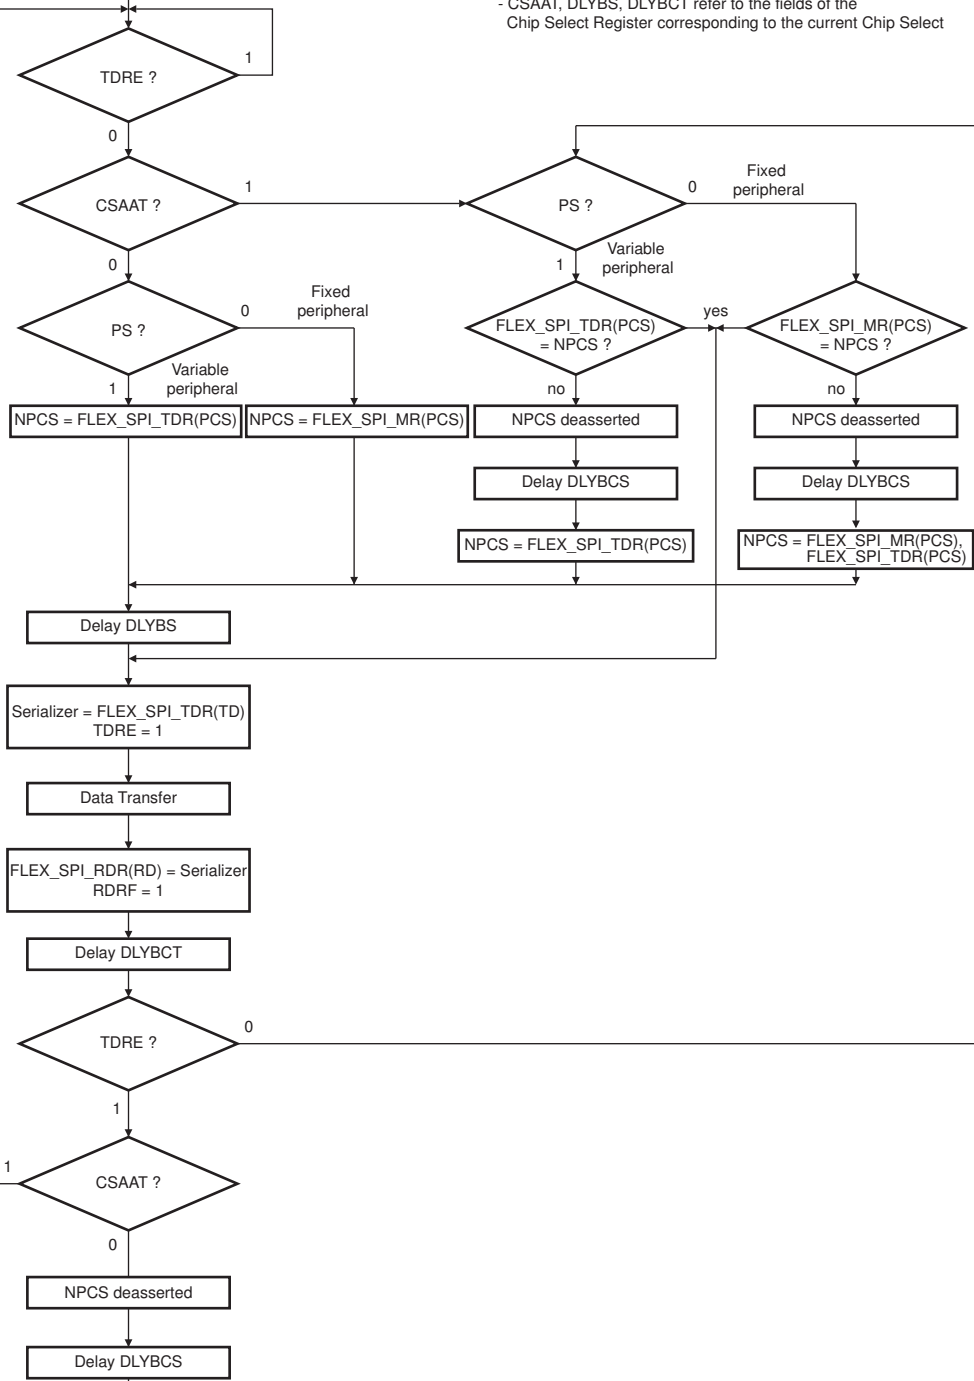 - CSAAT, DLYBS, DLYBCT refer to the fields of the
Chip Select Register corresponding to the current Chip Select
TDRE ?
1
0
CSAAT ?
1
0
PS ?
0
Fixed
peripheral
1
Variable
peripheral
NPCS = FLEX_SPI_TDR(PCS)
NPCS = FLEX_SPI_MR(PCS)
PS ?
0
Fixed
peripheral
1
Variable
peripheral
FLEX_SPI_TDR(PCS)
= NPCS ?
yes
FLEX_SPI_MR(PCS)
= NPCS ?
no
NPCS deasserted
Delay DLYBCS
NPCS = FLEX_SPI_TDR(PCS)
no
NPCS deasserted
Delay DLYBCS
NPCS = FLEX_SPI_MR(PCS),
FLEX_SPI_TDR(PCS)
Delay DLYBS
Serializer = FLEX_SPI_TDR(TD)
TDRE = 1
Data Transfer
FLEX_SPI_RDR(RD) = Serializer
RDRF = 1
Delay DLYBCT
TDRE ?
0
1
CSAAT ?
1
0
NPCS deasserted
Delay DLYBCS